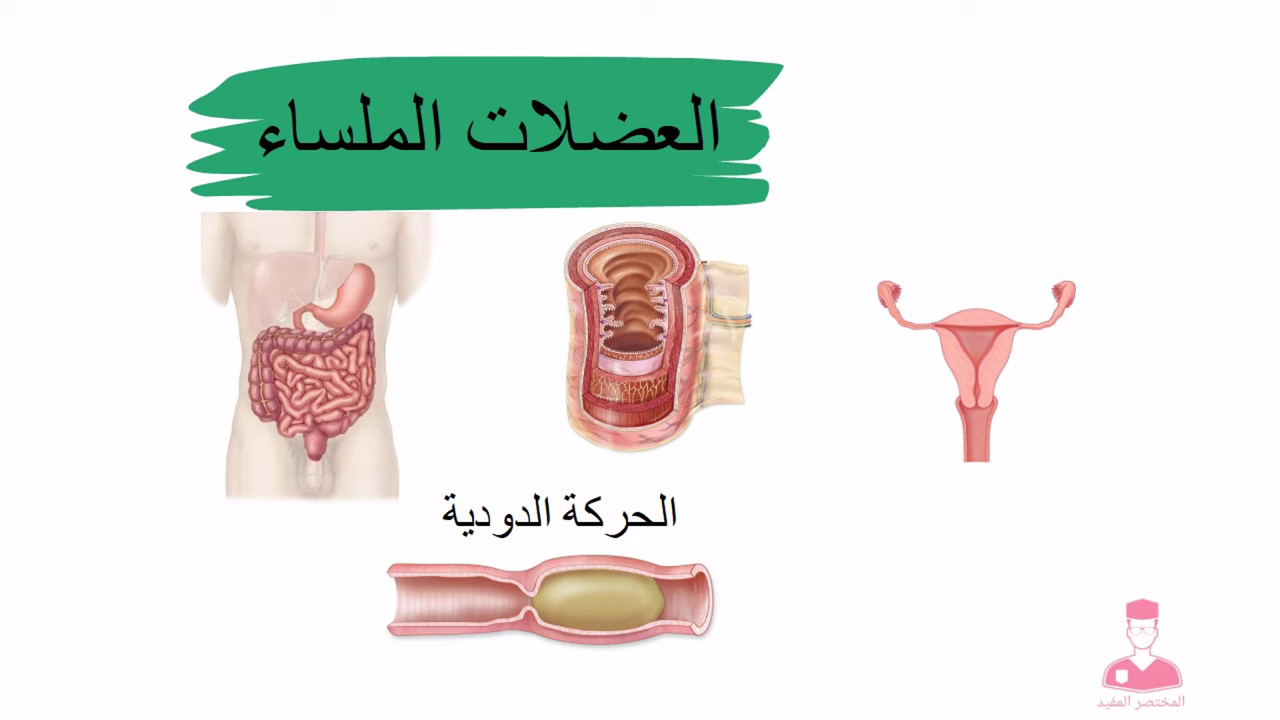 العضلات الملساء
الحركة الدودية
المختصر المفيد